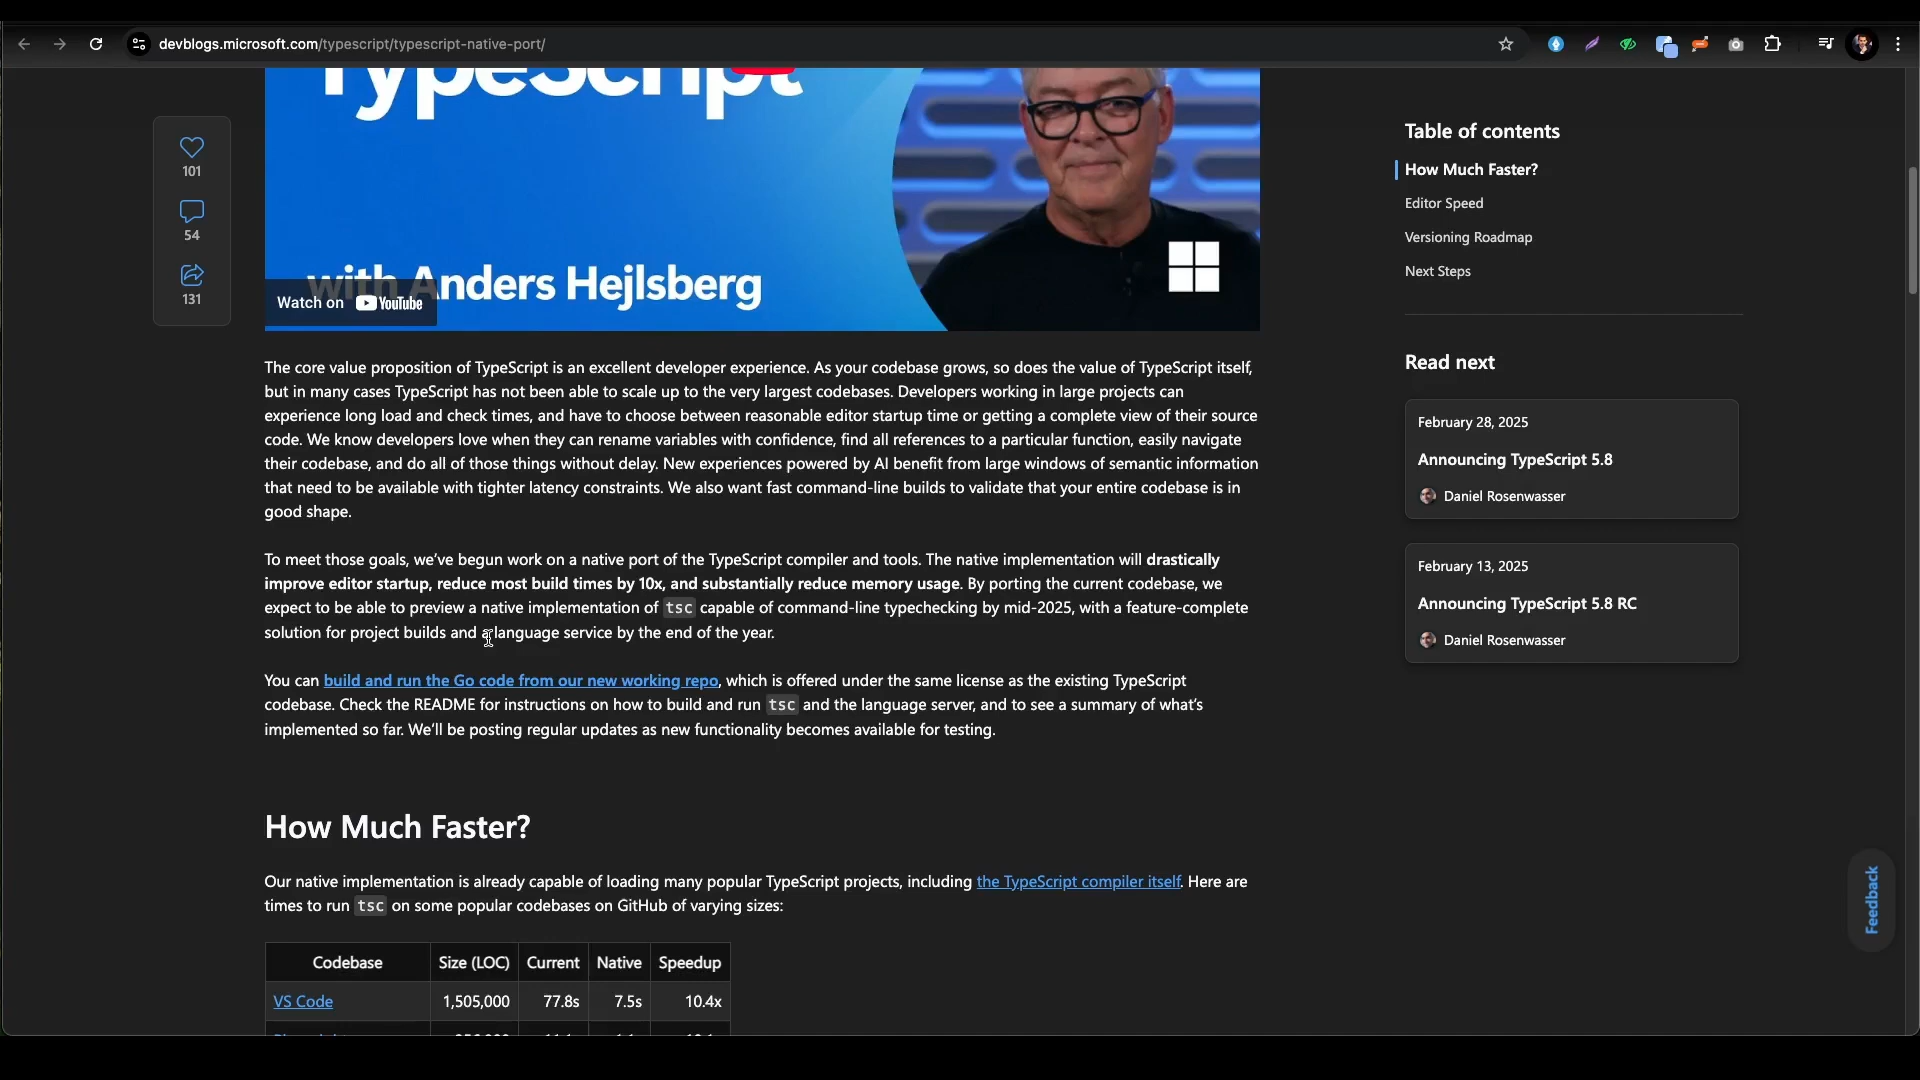 devblogs.microsoft.com/typescript/typescript-native-port/
TypeScript
with Anders Hejlsberg
Watch on YouTube
101
54
131
The core value proposition of TypeScript is an excellent developer experience. As your codebase grows, so does the value of TypeScript itself,
but in many cases TypeScript has not been able to scale up to the very largest codebases. Developers working in large projects can
experience long load and check times, and have to choose between reasonable editor startup time or getting a complete view of their source
code. We know developers love when they can rename variables with confidence, find all references to a particular function, easily navigate
their codebase, and do all of those things without delay. New experiences powered by AI benefit from large windows of semantic information
that need to be available with tighter latency constraints. We also want fast command-line builds to validate that your entire codebase is in
good shape.
To meet those goals, we've begun work on a native port of the TypeScript compiler and tools. The native implementation will drastically
improve editor startup, reduce most build times by 10x, and substantially reduce memory usage. By porting the current codebase, we
expect to be able to preview a native implementation of tsc capable of command-line typechecking by mid-2025, with a feature-complete
solution for project builds and a language service by the end of the year.
You can build and run the Go code from our new working repo, which is offered under the same license as the existing TypeScript
codebase. Check the README for instructions on how to build and run tsc and the language server, and to see a summary of what's
implemented so far. We'll be posting regular updates as new functionality becomes available for testing.
How Much Faster?
Our native implementation is already capable of loading many popular TypeScript projects, including the TypeScript compiler itself. Here are
times to run tsc on some popular codebases on GitHub of varying sizes:
Codebase Size (LOC) Current Native Speedup
VS Code 1,505,000 77.8s 7.5s 10.4x
Table of contents
How Much Faster?
Editor Speed
Versioning Roadmap
Next Steps
Read next
February 28, 2025
Announcing TypeScript 5.8
Daniel Rosenwasser
February 13, 2025
Announcing TypeScript 5.8 RC
Daniel Rosenwasser
Feedback